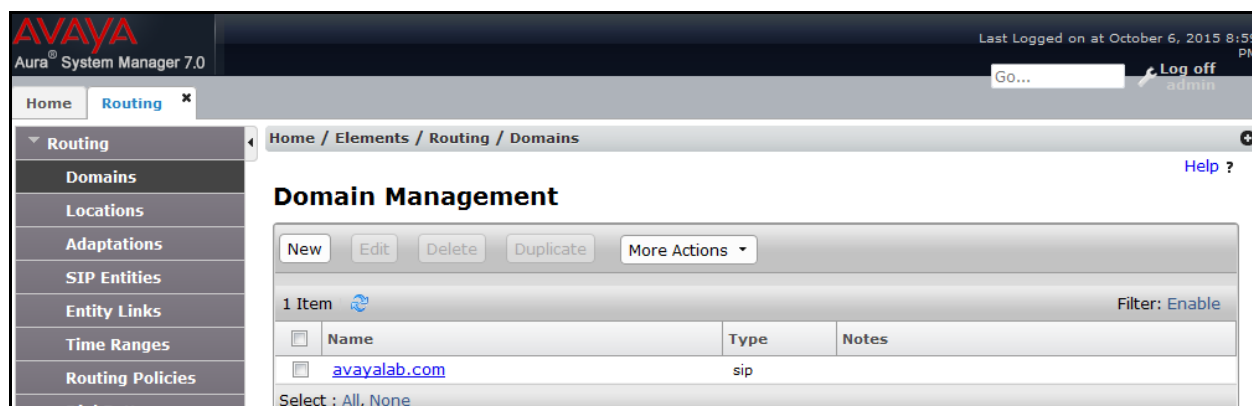 AVAYA
Aura® System Manager 7.0
Last Logged on at October 6, 2015 8:59
PM
Go...
Log off
admin
Home
Routing ×
Routing
Home / Elements / Routing / Domains
Help ?
Domains
Locations
Adaptations
SIP Entities
Entity Links
Time Ranges
Routing Policies
Domain Management
New Edit Delete Duplicate More Actions
1 Item Filter: Enable
Name Type Notes
avayalab.com sip
Select : All, None